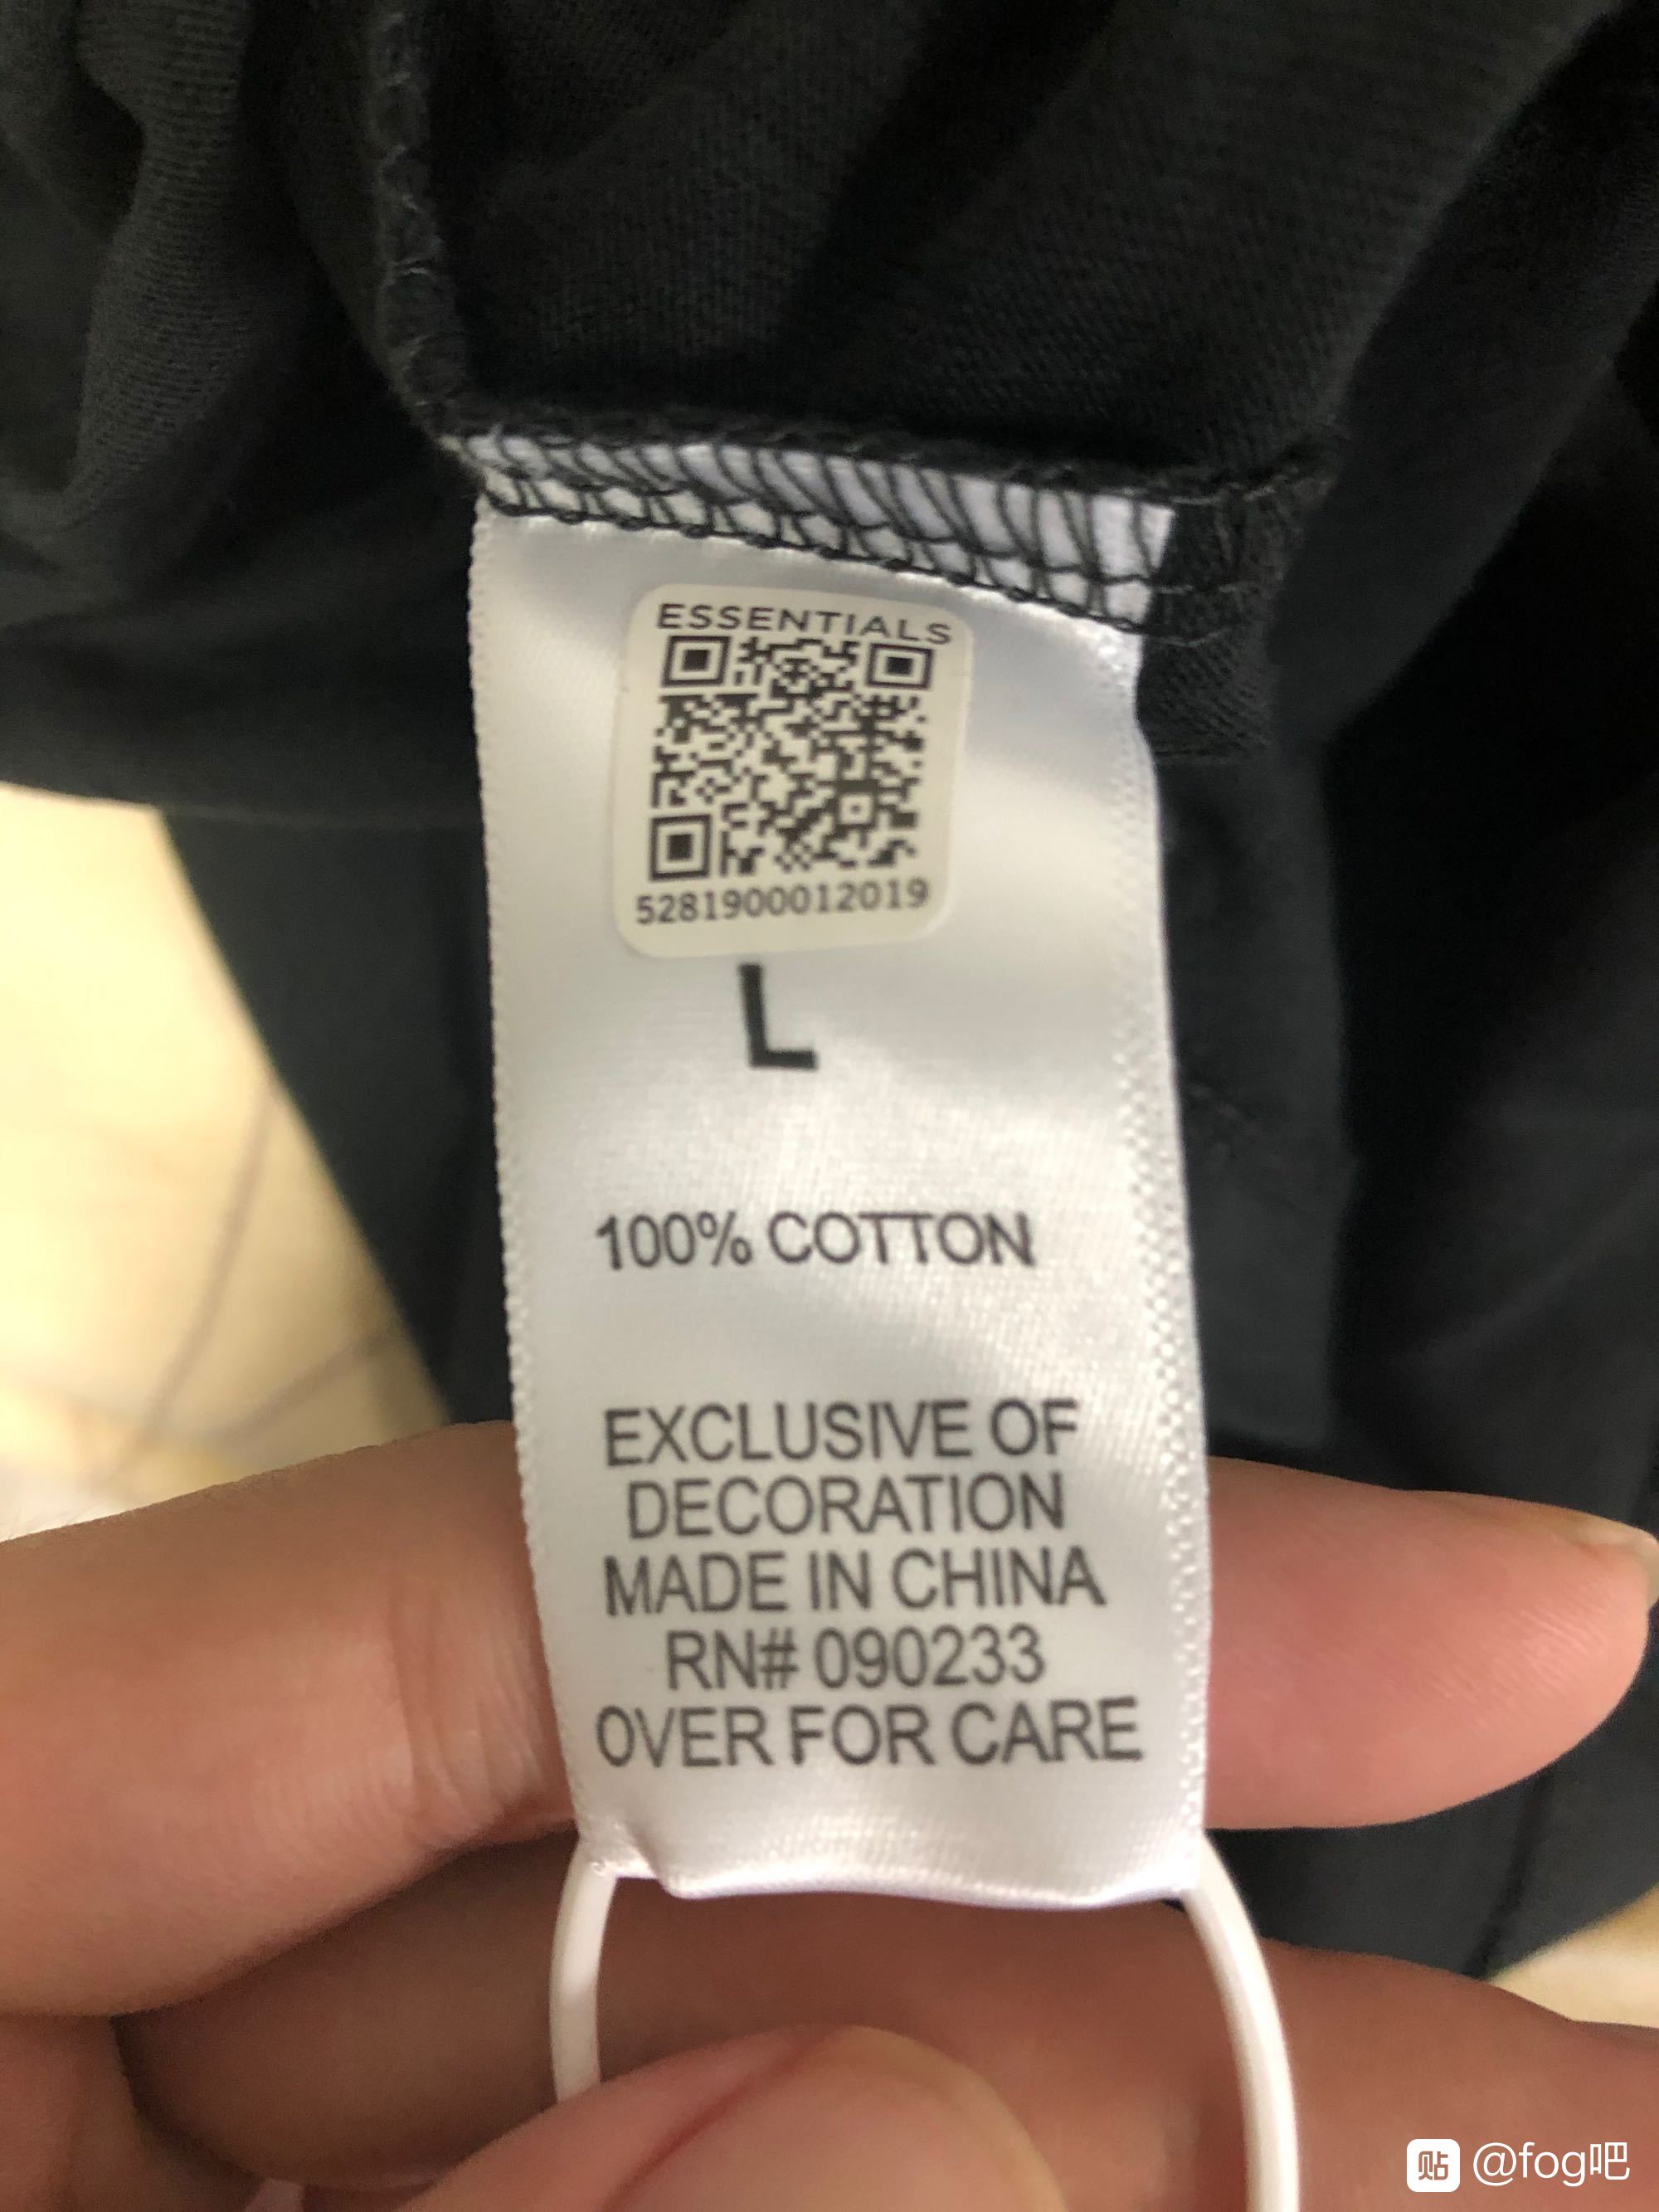 ESSENTIALS
5281900012019
L
100% COTTON
EXCLUSIVE OF
DECORATION
MADE IN CHINA
RN# 090233
OVER FOR CARE
贴 @fog吧